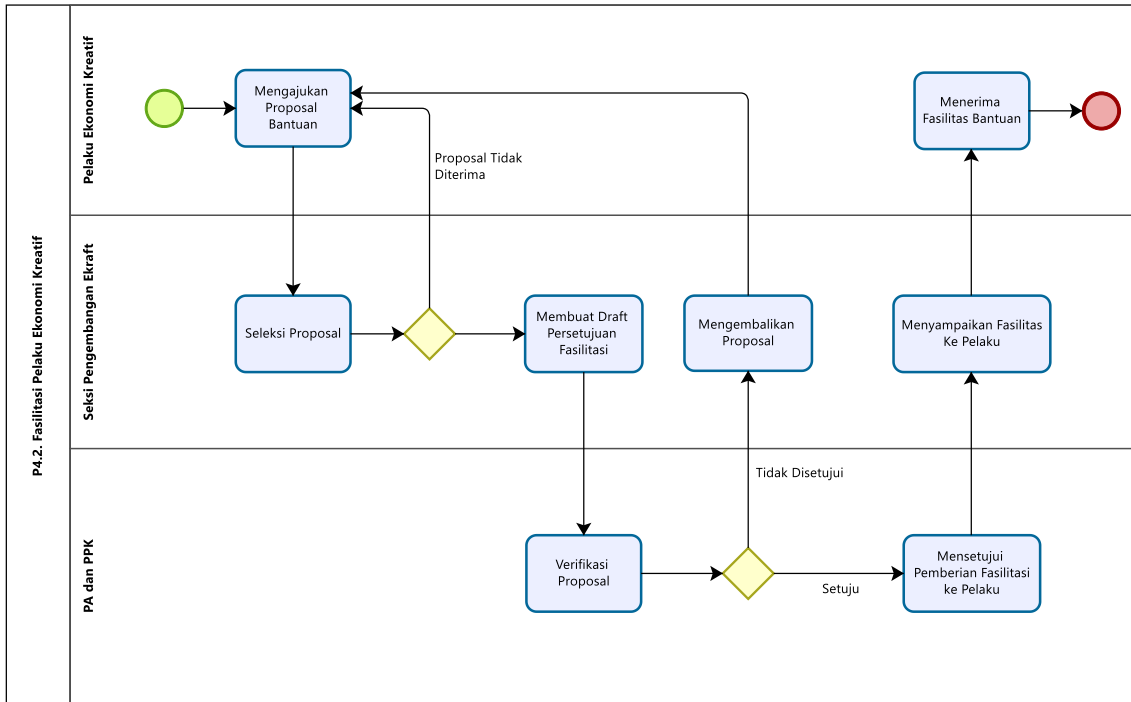 P4.2. Fasilitasi Pelaku Ekonomi Kreatif
Pelaku Ekonomi Kreatif
Mengajukan
Proposal
Bantuan
Proposal Tidak
Diterima
Menerima
Fasilitas Bantuan
Seksi Pengembangan Ekraft
Seleksi Proposal
Membuat Draft
Persetujuan
Fasilitasi
Mengembalikan
Proposal
Menyampaikan Fasilitas
Ke Pelaku
PA dan PPK
Verifikasi
Proposal
Tidak Disetujui
Setuju
Mensetujui
Pemberian Fasilitasi
ke Pelaku